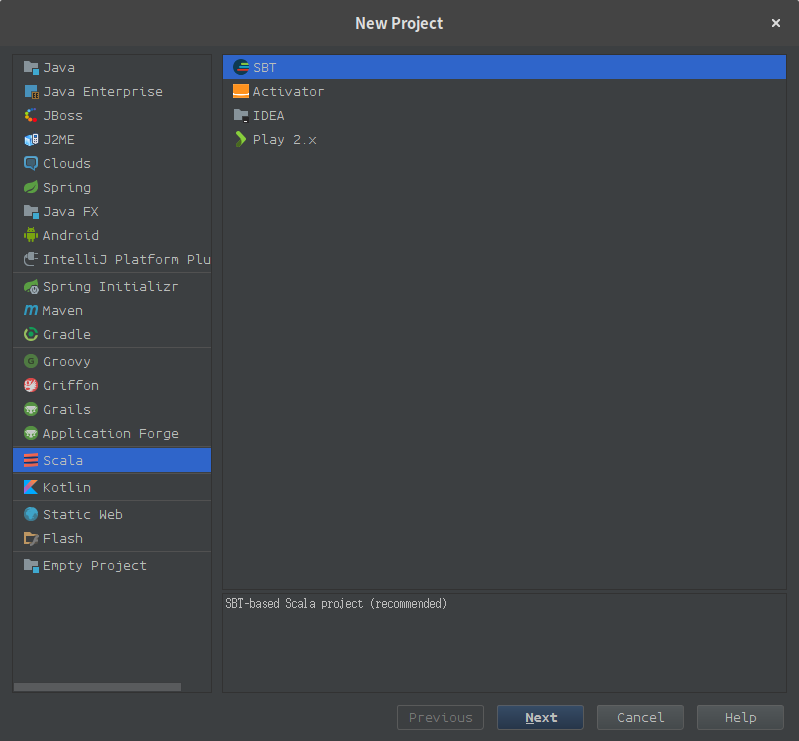 New Project
Java
Java Enterprise
JBoss
J2ME
Clouds
Spring
Java FX
Android
IntelliJ Platform Plu
Spring Initializr
Maven
Gradle
Groovy
Griffon
Grails
Application Forge
Scala
Kotlin
Static Web
Flash
Empty Project
SBT
Activator
IDEA
Play 2.x
SBT-based Scala project (recommended)
Previous
Next
Cancel
Help